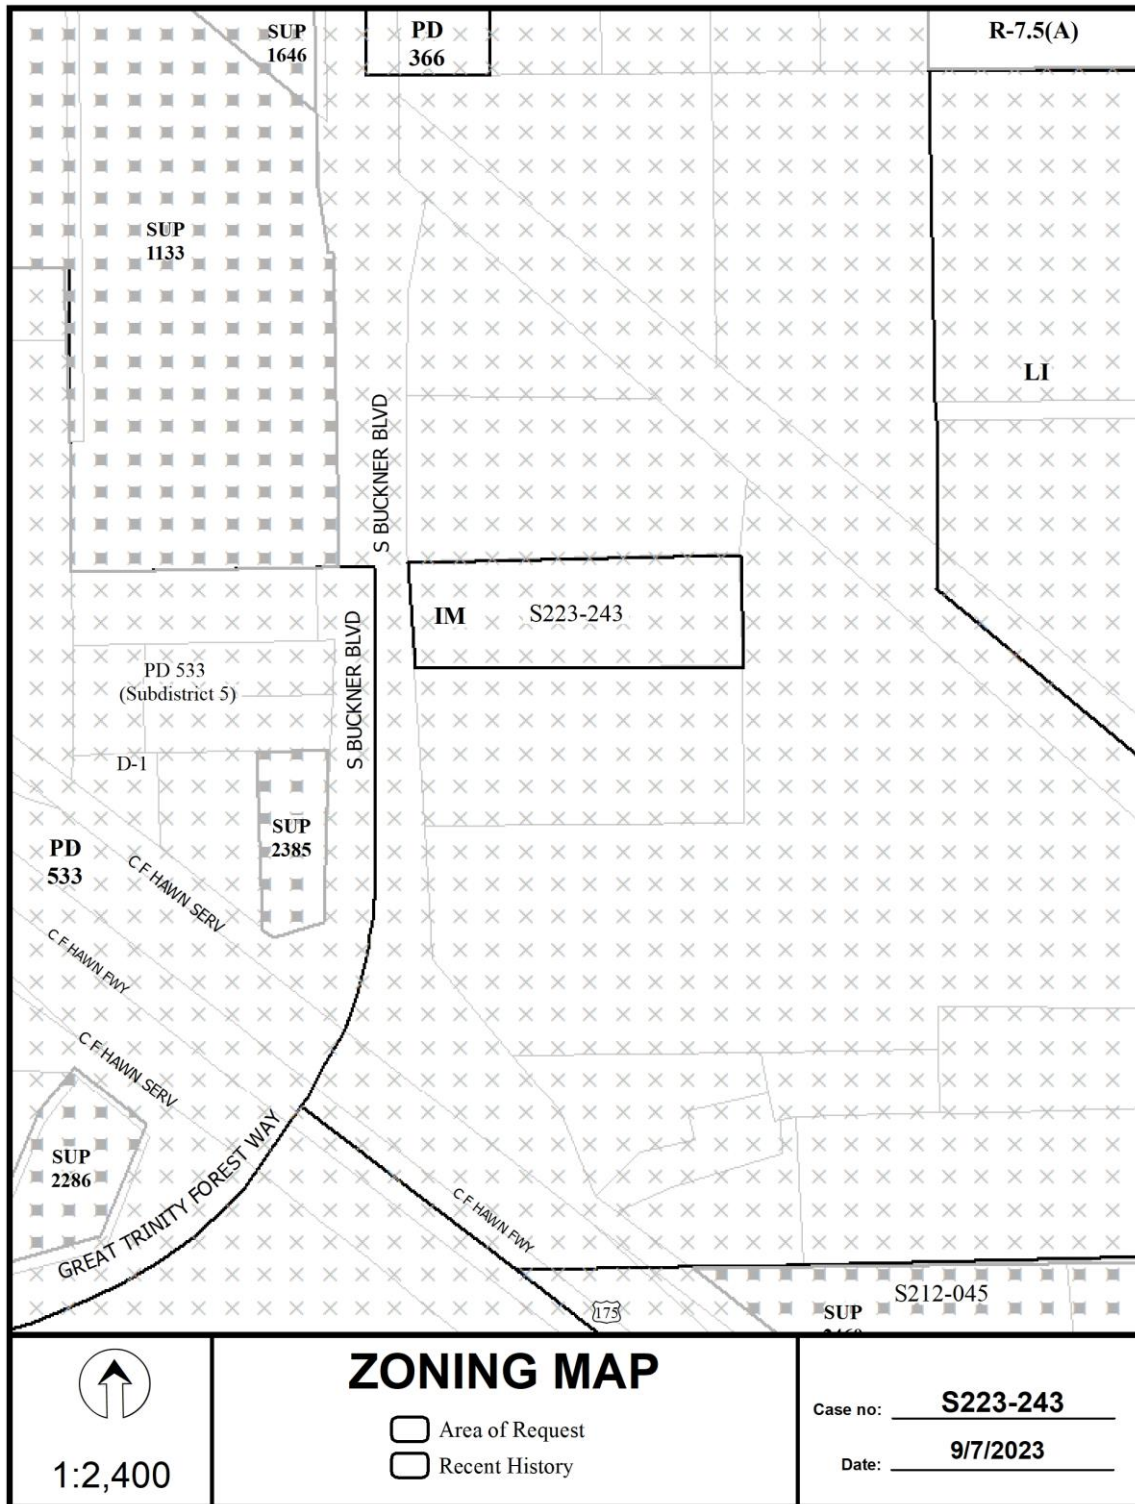 SUP
1646
PD
366
R-7.5(A)
SUP
1133
LI
S BUCKNER BLVD
IM
S223-243
S BUCKNER BLVD
PD 533
(Subdistrict 5)
D-1
SUP
2385
PD
533
C F HAWN SERV
C F HAWN FWY
C F HAWN SERV
SUP
2286
GREAT TRINITY FOREST WAY
C F HAWN FWY
175
S212-045
SUP
1:2,400
ZONING MAP
Area of Request
Recent History
Case no: S223-243
Date: 9/7/2023